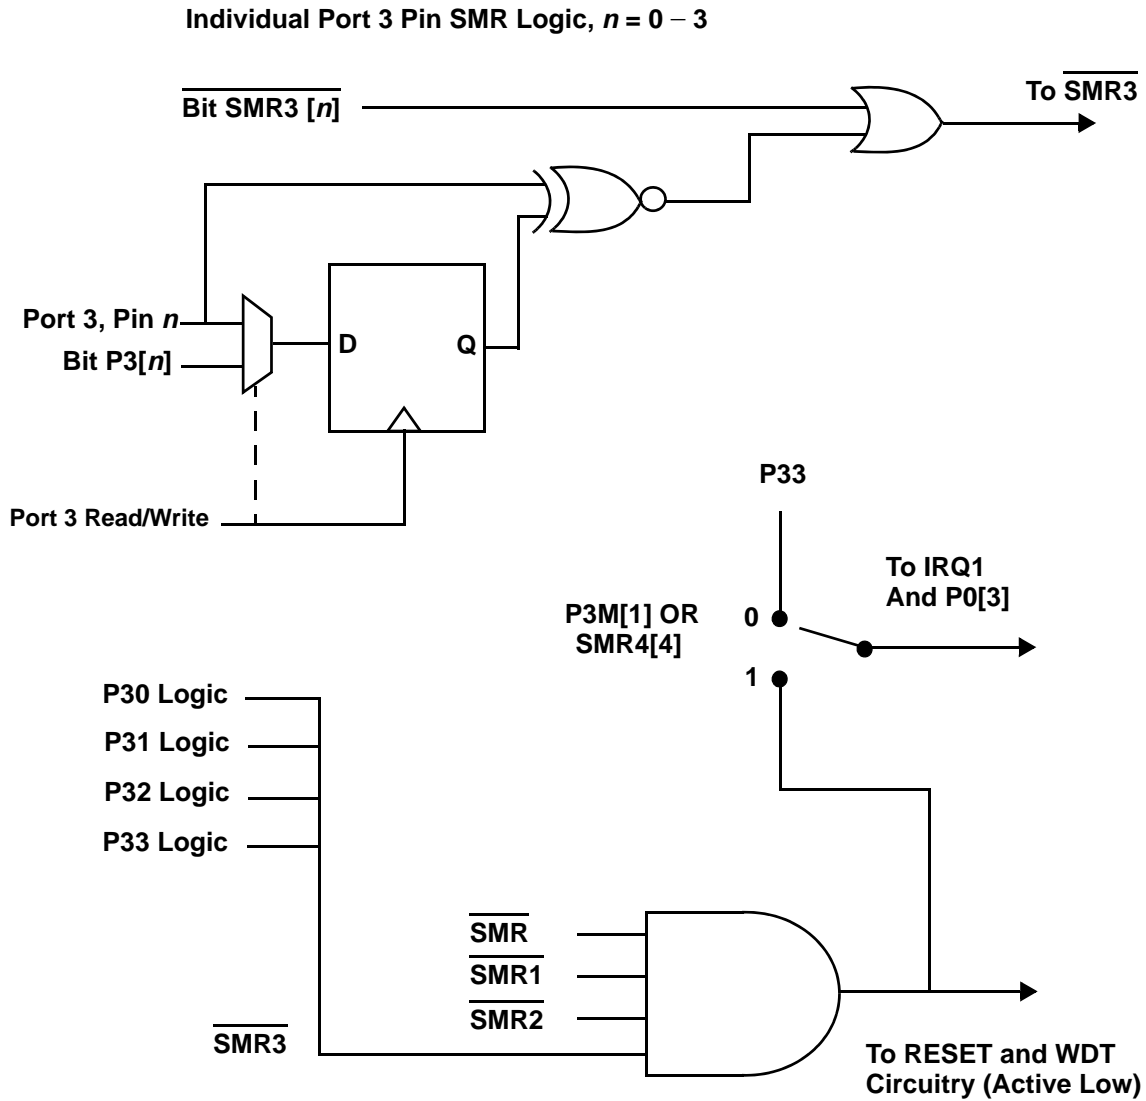 Individual Port 3 Pin SMR Logic, n = 0 – 3
Bit SMR3 [n]
To SMR3
Port 3, Pin n
D
Q
Bit P3[n]
P33
Port 3 Read/Write
To IRQ1
And P0[3]
P3M[1] OR
SMR4[4]
0
1
P30 Logic
P31 Logic
P32 Logic
P33 Logic
SMR
SMR1
SMR2
SMR3
To RESET and WDT
Circuitry (Active Low)